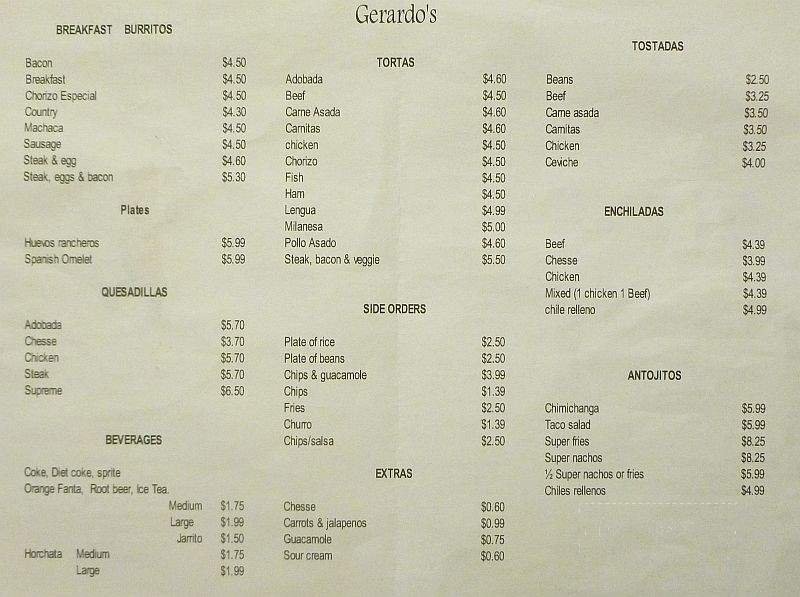 Gerardo's
BREAKFAST BURRITOS
Bacon $4.50
Breakfast $4.50
Chorizo Especial $4.50
Country $4.30
Machaca $4.50
Sausage $4.50
Steak & egg $4.60
Steak, eggs & bacon $5.30
Plates
Huevos rancheros $5.99
Spanish Omelet $5.99
QUESADILLAS
Adobada $5.70
Chesse $3.70
Chicken $5.70
Steak $5.70
Supreme $6.50
BEVERAGES
Coke, Diet coke, sprite
Orange Fanta, Root beer, Ice Tea.
Medium $1.75
Large $1.99
Jarrito $1.50
Horchata Medium $1.75
Large $1.99
TORTAS
Adobada $4.60
Beef $4.50
Carne Asada $4.60
Carnitas $4.60
chicken $4.50
Chorizo $4.50
Fish $4.50
Ham $4.50
Lengua $4.99
Milanesa $5.00
Pollo Asado $4.60
Steak, bacon & veggie $5.50
SIDE ORDERS
Plate of rice $2.50
Plate of beans $2.50
Chips & guacamole $3.99
Chips $1.39
Fries $2.50
Churro $1.39
Chips/salsa $2.50
EXTRAS
Chesse $0.60
Carrots & jalapenos $0.99
Guacamole $0.75
Sour cream $0.60
TOSTADAS
Beans $2.50
Beef $3.25
Carne asada $3.50
Carnitas $3.50
Chicken $3.25
Ceviche $4.00
ENCHILADAS
Beef $4.39
Chesse $3.99
Chicken $4.39
Mixed (1 chicken 1 Beef) $4.39
chile relleno $4.99
ANTOJITOS
Chimichanga $5.99
Taco salad $5.99
Super fries $8.25
Super nachos $8.25
½ Super nachos or fries $5.99
Chiles rellenos $4.99